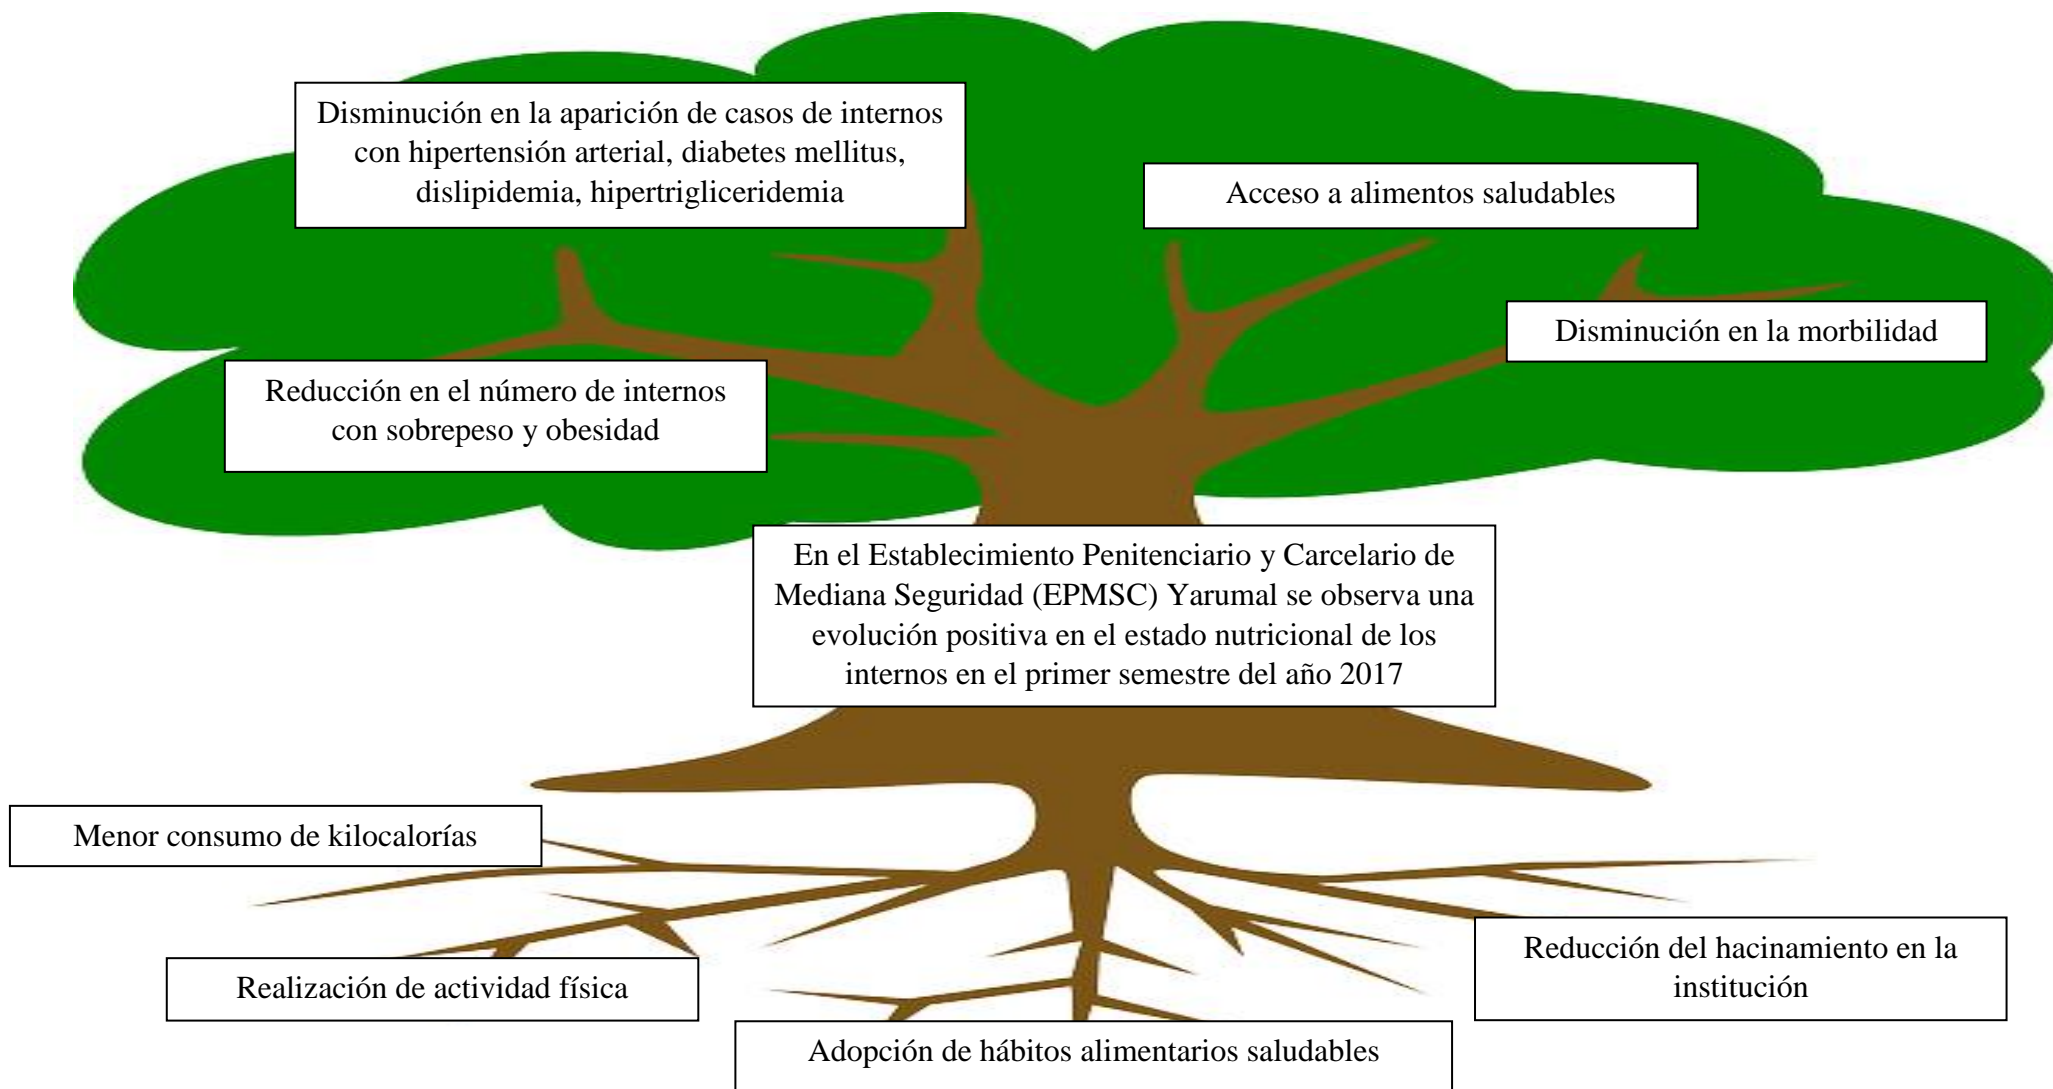 Disminución en la aparición de casos de internos
con hipertensión arterial, diabetes mellitus,
dislipidemia, hipertrigliceridemia
Acceso a alimentos saludables
Disminución en la morbilidad
Reducción en el número de internos
con sobrepeso y obesidad
En el Establecimiento Penitenciario y Carcelario de
Mediana Seguridad (EPMSC) Yarumal se observa una
evolución positiva en el estado nutricional de los
internos en el primer semestre del año 2017
Menor consumo de kilocalorías
Realización de actividad física
Adopción de hábitos alimentarios saludables
Reducción del hacinamiento en la
institución